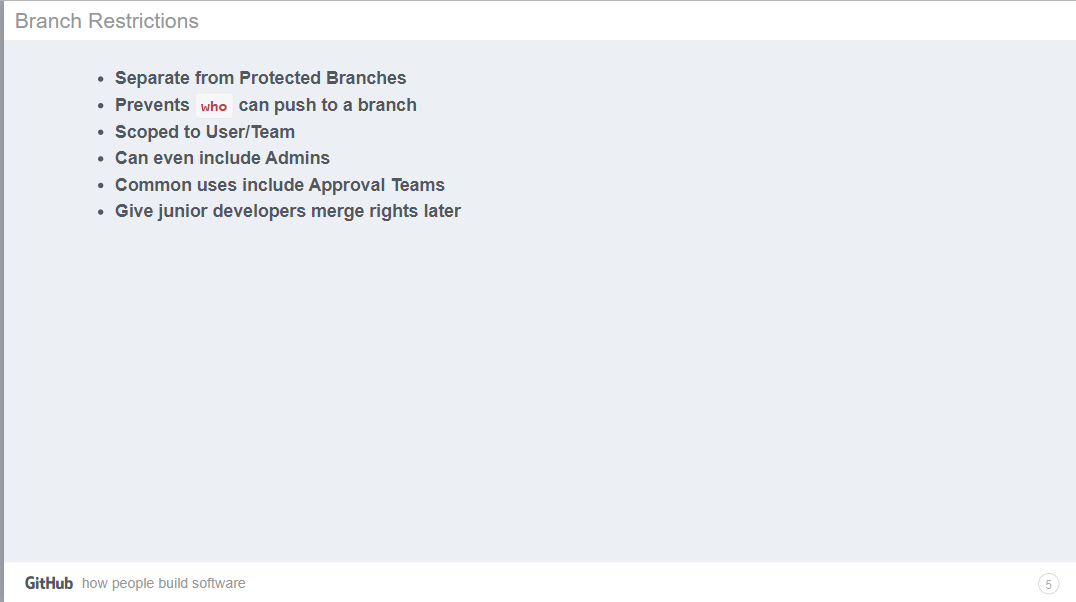 Branch Restrictions
• Separate from Protected Branches
• Prevents who can push to a branch
• Scoped to User/Team
• Can even include Admins
• Common uses include Approval Teams
• Give junior developers merge rights later
GitHub how people build software
5